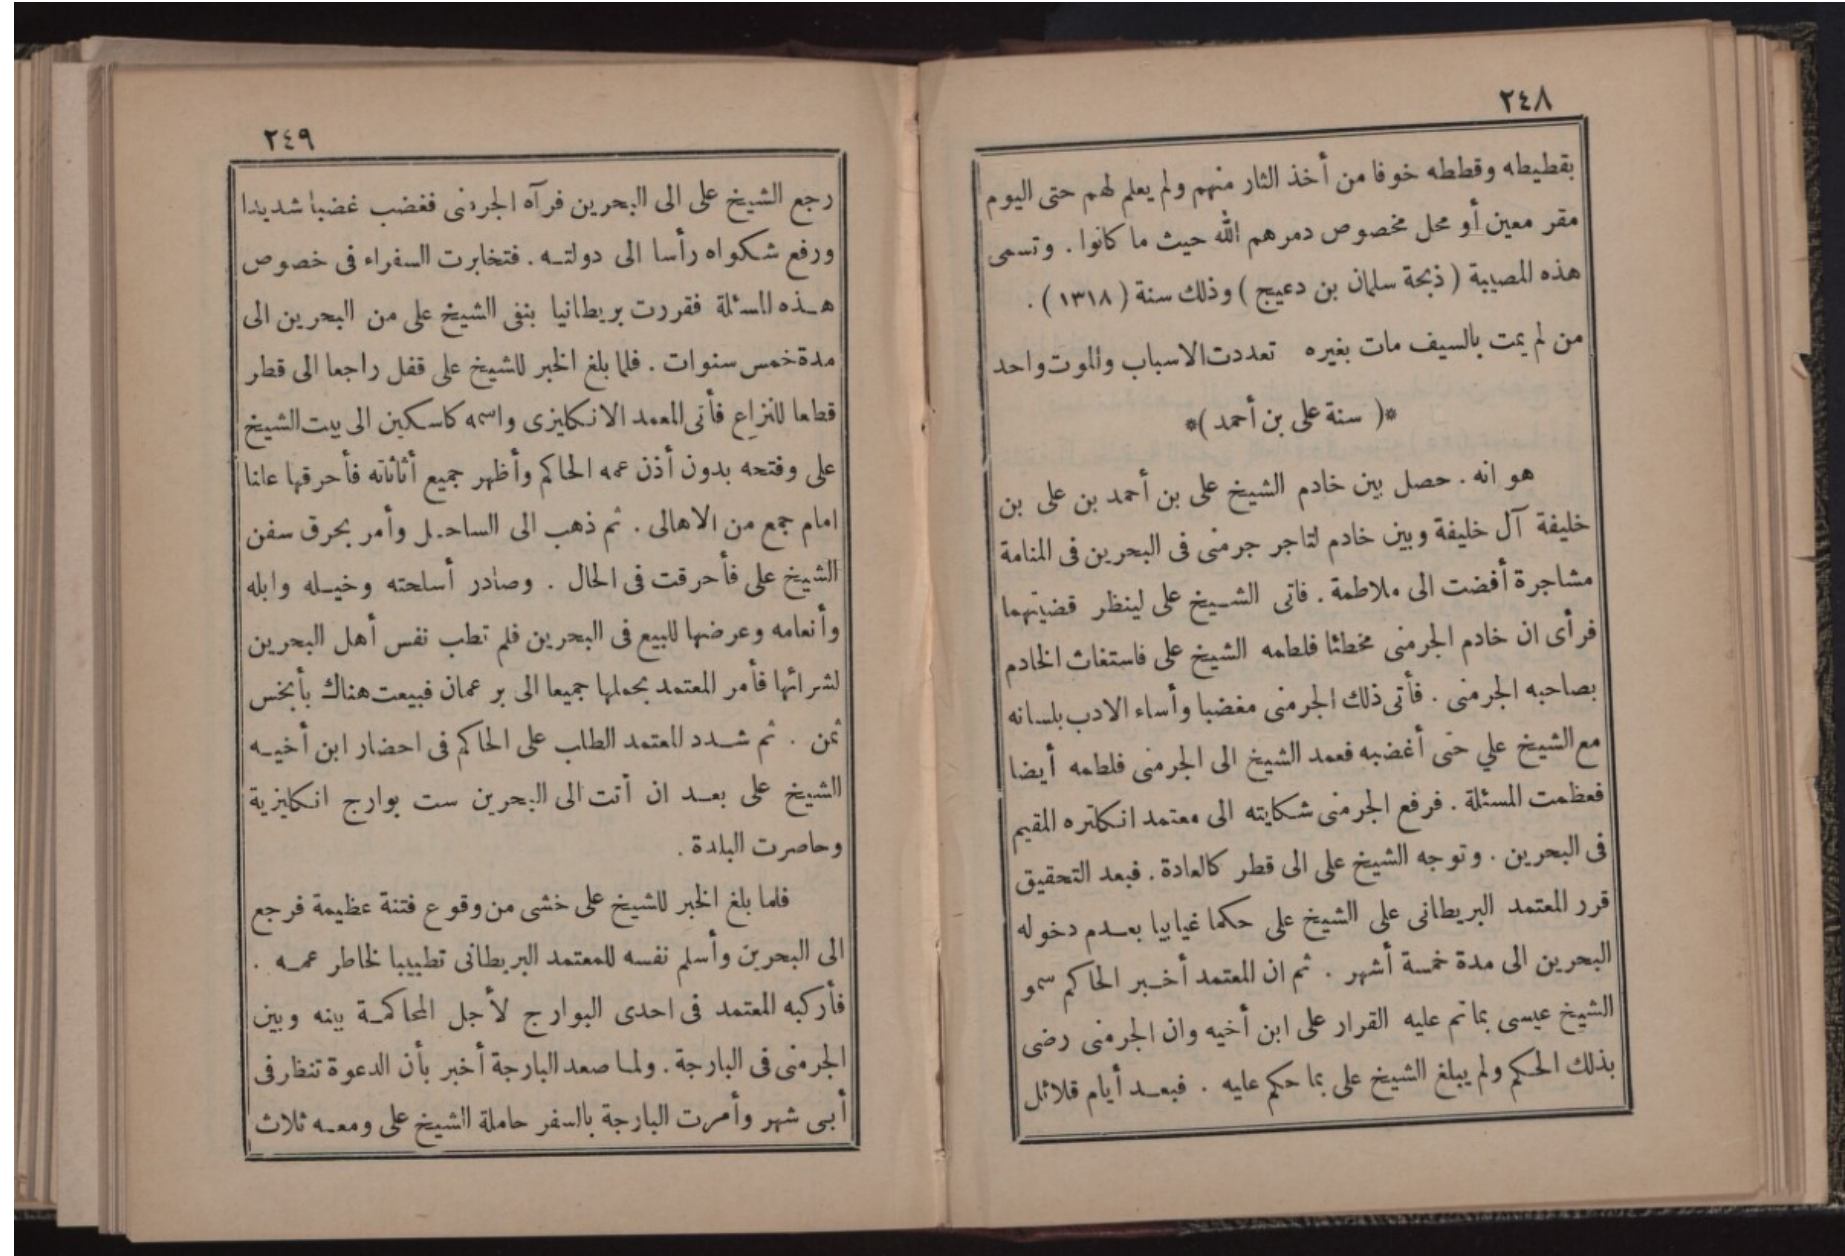 ٢٤٨
بقطيطه وقططه خوفا من أخذ الثار منهم ولم يعلم لهم حتى اليوم
مقر معين أو محل مخصوص دمرهم الله حيث ما كانوا . وتسمى
هذه المصيبة ( ذبحة سلمان بن دعيج ) وذلك سنة ( ١٣١٨ ) .
من لم يمت بالسيف مات بغيره تعددت الاسباب والموت واحد
*( سنة على بن أحمد )*
هو انه . حصل بين خادم الشيخ على بن أحمد بن على بن
خليفة آل خليفة وبين خادم لتاجر جرمنى فى البحرين فى المنامة
مشاجرة أفضت الى ملاطمة . فاتى الشيخ على لينظر قضيتهما
فرأى ان خادم الجرمنى مخطئا فلطمه الشيخ على فاستغاث الخادم
بصاحبه الجرمنى . فأتى ذلك الجرمنى مغضبا وأساء الادب بلسانه
مع الشيخ علي حتى أغضبه فعمد الشيخ الى الجرمنى فلطمه أيضا
فعظمت المسئلة . فرفع الجرمنى شكايته الى معتمد انكلتره المقيم
فى البحرين . وتوجه الشيخ على الى قطر كالعادة . فبعد التحقيق
قرر المعتمد البريطانى على الشيخ على حكما غيابيا بعدم دخوله
البحرين الى مدة خمسة أشهر . ثم ان المعتمد أخبر الحاكم سمو
الشيخ عيسى بما تم عليه القرار على ابن أخيه وان الجرمنى رضى
بذلك الحكم ولم يبلغ الشيخ على بما حكم عليه . فبعد أيام قلائل
٢٤٩
رجع الشيخ على الى البحرين فرآه الجرمنى فغضب غضبا شديدا
ورفع شكواه رأسا الى دولته . فتخابرت السفراء فى خصوص
هذه المسئلة فقررت بريطانيا بنفى الشيخ على من البحرين الى
مدة خمس سنوات . فلما بلغ الخبر للشيخ على قفل راجعا الى قطر
قطعا للنزاع فأتى المعمد الانكليزى واسمه كاسكين الى بيت الشيخ
على وفتحه بدون أذن عمه الحاكم وأظهر جميع أثاثاته فأحرقها علنا
امام جمع من الاهالى . ثم ذهب الى الساحل وأمر بحرق سفن
الشيخ على فأحرقت فى الحال . وصادر أسلحته وخيله وابله
وأنعامه وعرضها للبيع فى البحرين فلم تطب نفس أهل البحرين
لشرائها فأمر المعتمد بحملها جميعا الى بر عمان فبيعت هناك بأبخس
ثمن . ثم شدد المعتمد الطلب على الحاكم فى احضار ابن أخيه
الشيخ على بعد ان أتت الى البحرين ست بوارج انكليزية
وحاصرت البلدة .
فلما بلغ الخبر للشيخ على خشى من وقوع فتنة عظيمة فرجع
الى البحرين وأسلم نفسه للمعتمد البريطانى تطييبا لخاطر عمه .
فأركبه المعتمد فى احدى البوارج لأجل المحاكمة بينه وبين
الجرمنى فى البارجة . ولما صعد البارجة أخبر بأن الدعوة تنظر فى
أبى شهر وأمرت البارجة بالسفر حاملة الشيخ على ومعه ثلاث